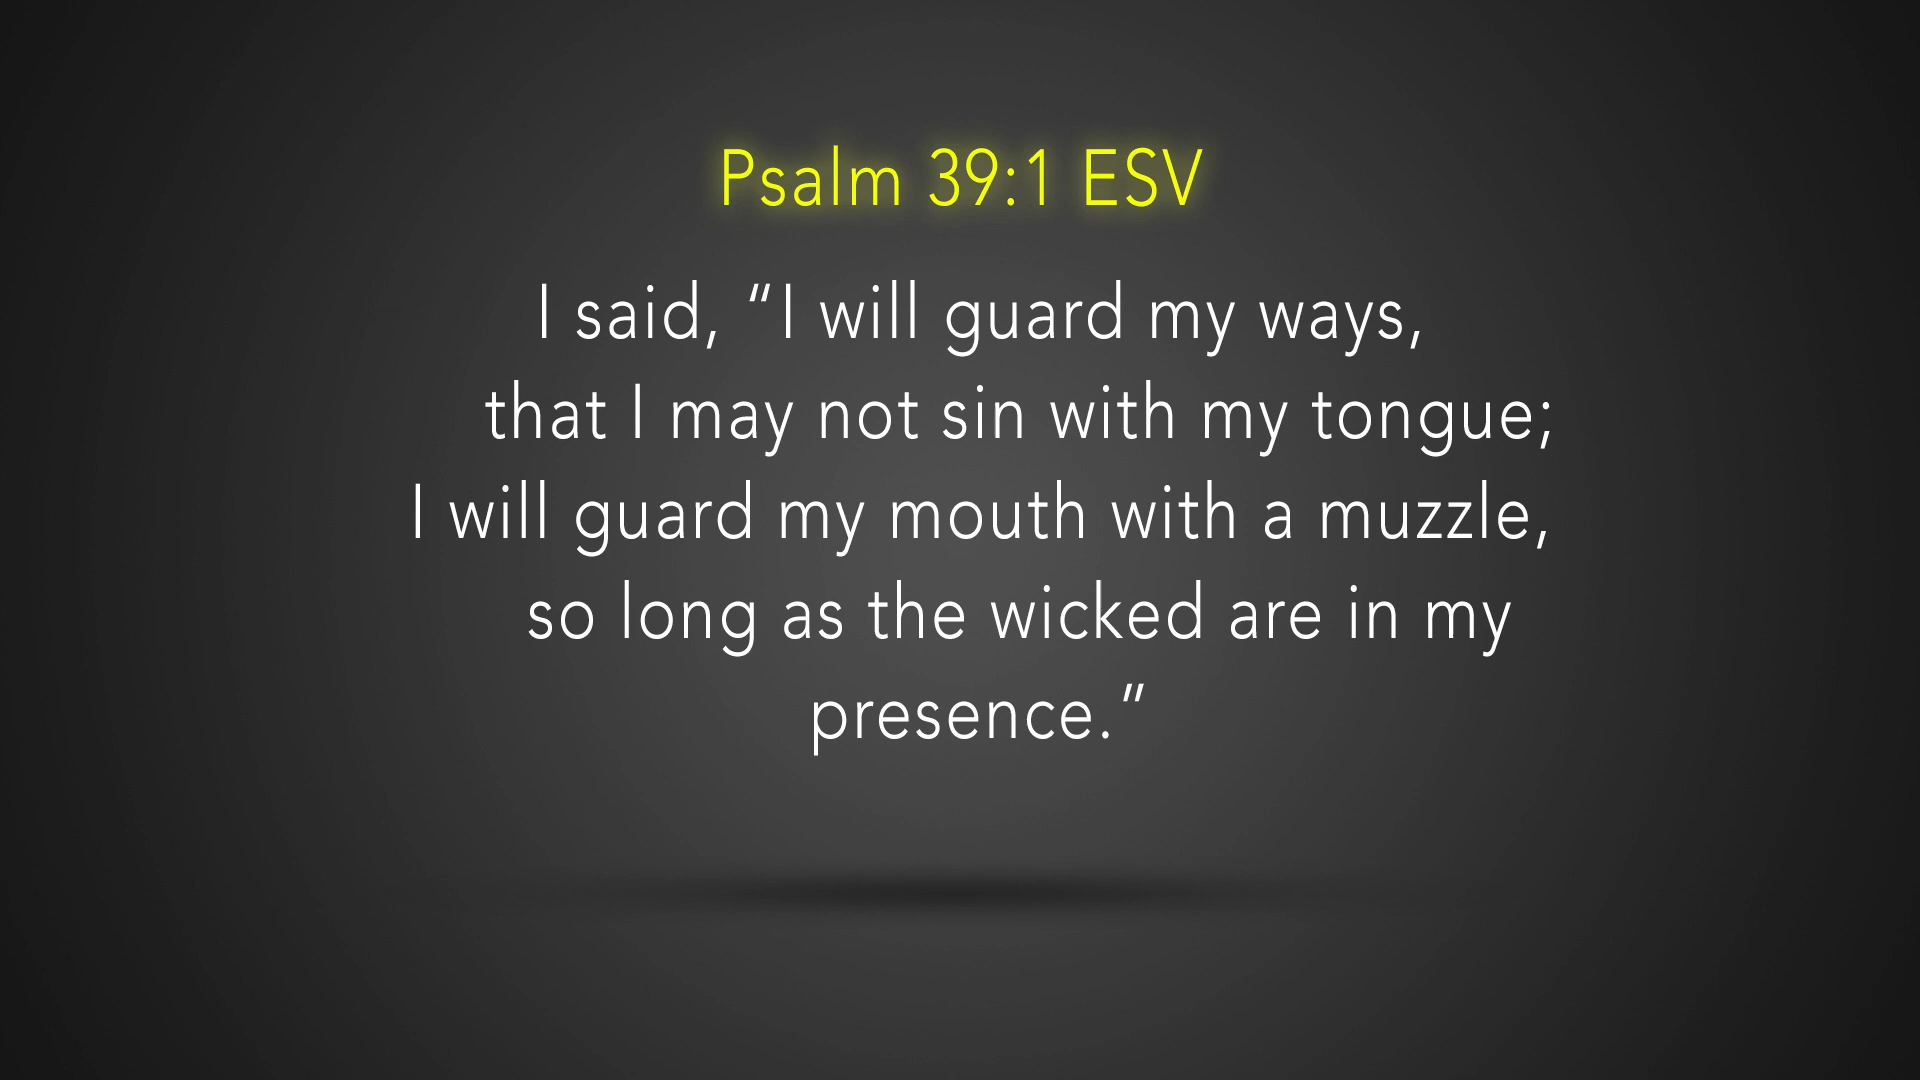 Psalm 39:1 ESV
I said, “I will guard my ways,
that I may not sin with my tongue;
I will guard my mouth with a muzzle,
so long as the wicked are in my
presence.”